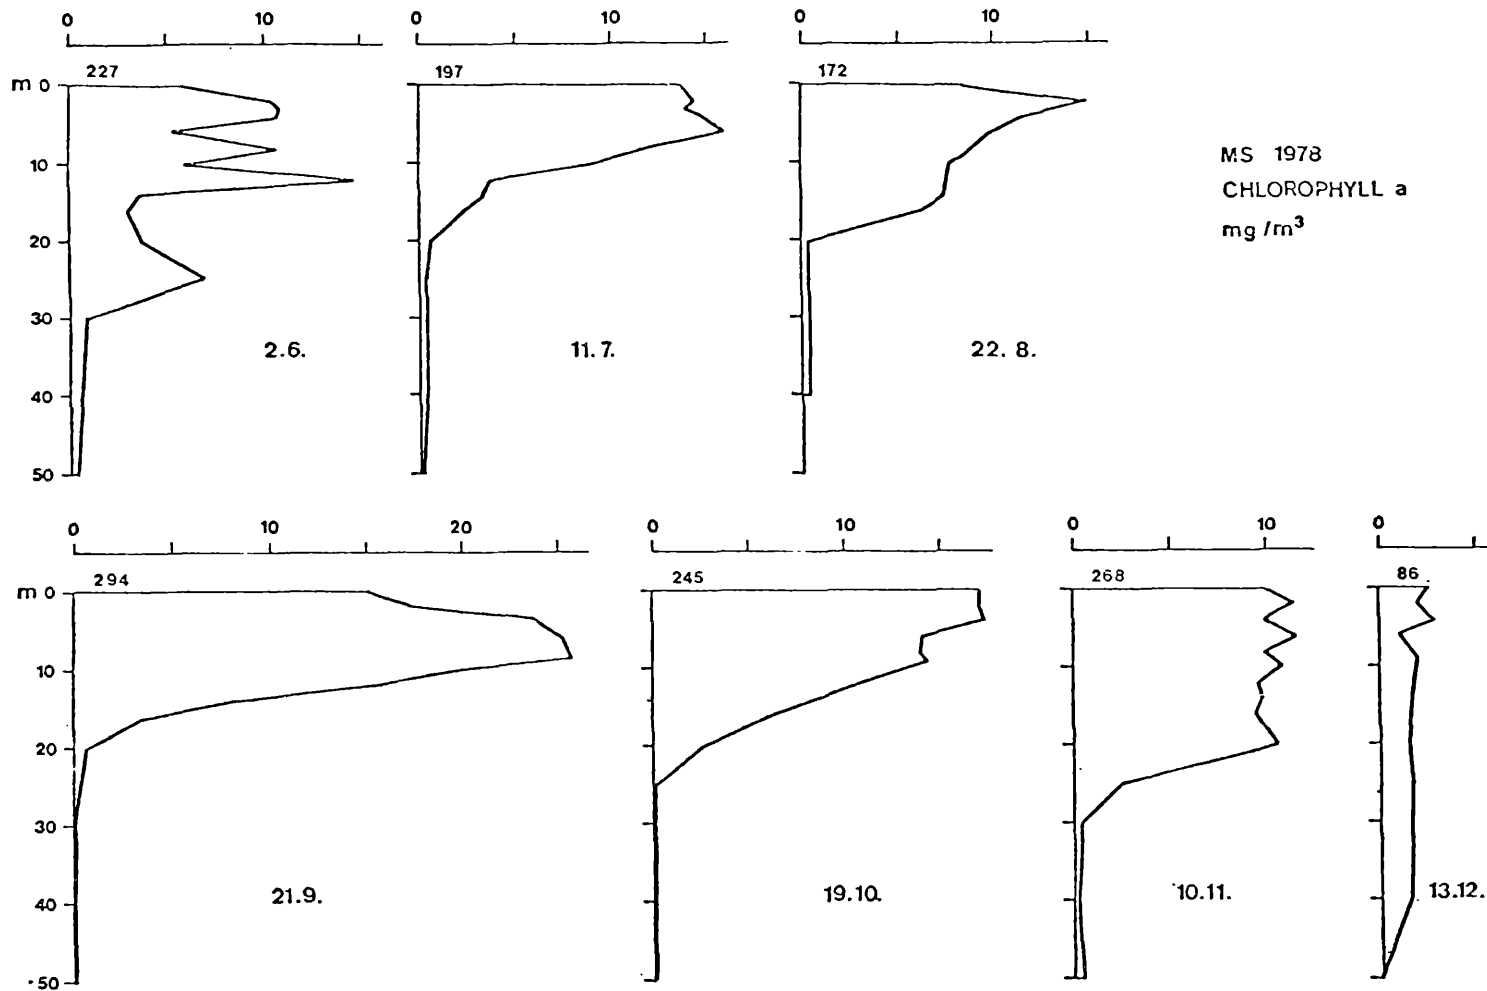 0 10 0 10 0 10
m 0 227 197 172
10
20
30
40
50
2.6. 11.7. 22. 8.
MS 1978
CHLOROPHYLL a
mg/m³
0 10 20 0 10 0 10 0
m 0 294 245 268 86
10
20
30
40
50
21.9. 19.10. 10.11. 13.12.